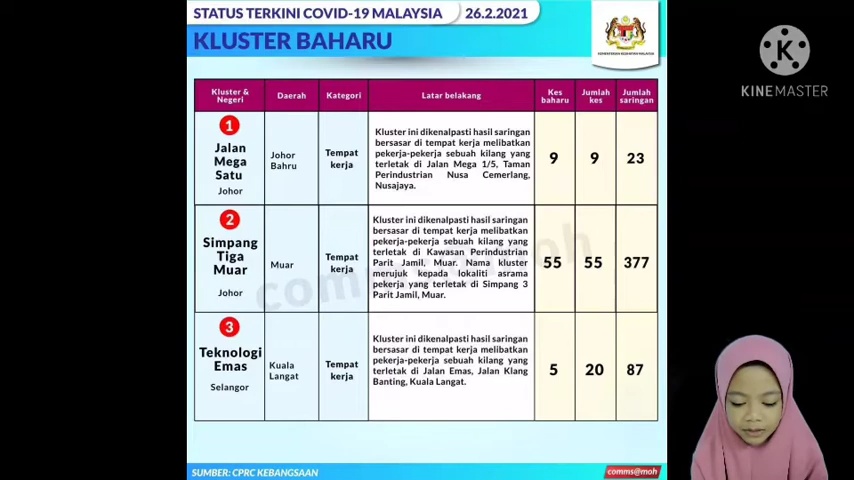 STATUS TERKINI COVID-19 MALAYSIA 26.2.2021
KLUSTER BAHARU
KEMENTERIAN KESIHATAN MALAYSIA
KINEMASTER
Kluster & Negeri
Daerah
Kategori
Latar belakang
Kes baharu
Jumlah kes
Jumlah saringan
1
Jalan
Mega
Satu
Johor
Johor
Bahru
Tempat
kerja
Kluster ini dikenalpasti hasil saringan
bersasar di tempat kerja melibatkan
pekerja-pekerja sebuah kilang yang
terletak di Jalan Mega 1/5, Taman
Perindustrian Nusa Cemerlang,
Nusajaya.
9
9
23
2
Simpang
Tiga
Muar
Johor
Muar
Tempat
kerja
Kluster ini dikenalpasti hasil saringan
bersasar di tempat kerja melibatkan
pekerja-pekerja sebuah kilang yang
terletak di Kawasan Perindustrian
Parit Jamil, Muar. Nama kluster
merujuk kepada lokaliti asrama
pekerja yang terletak di Simpang 3
Parit Jamil, Muar.
55
55
377
3
Teknologi
Emas
Selangor
Kuala
Langat
Tempat
kerja
Kluster ini dikenalpasti hasil saringan
bersasar di tempat kerja melibatkan
pekerja-pekerja sebuah kilang yang
terletak di Jalan Emas, Jalan Klang
Banting, Kuala Langat.
5
20
87
SUMBER: CPRC KEBANGSAAN
comms@moh